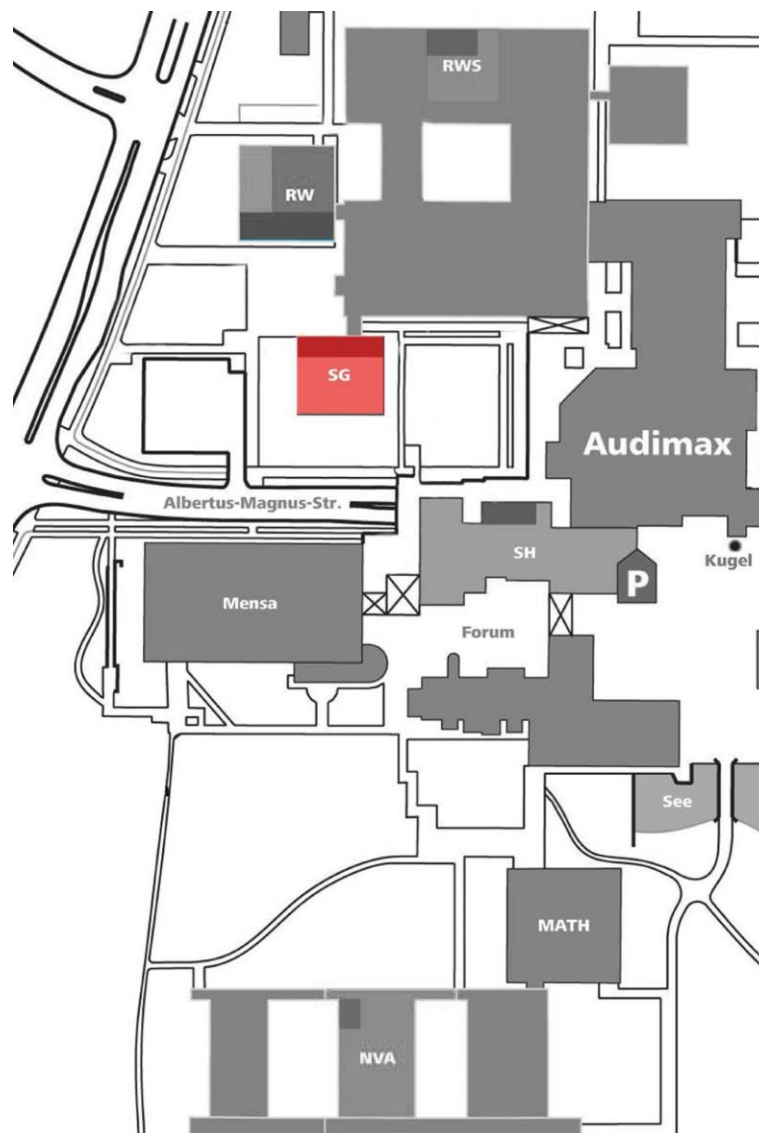 RWS
RW
SG
Audimax
Albertus-Magnus-Str.
SH
Kugel
P
Mensa
Forum
See
MATH
NVA